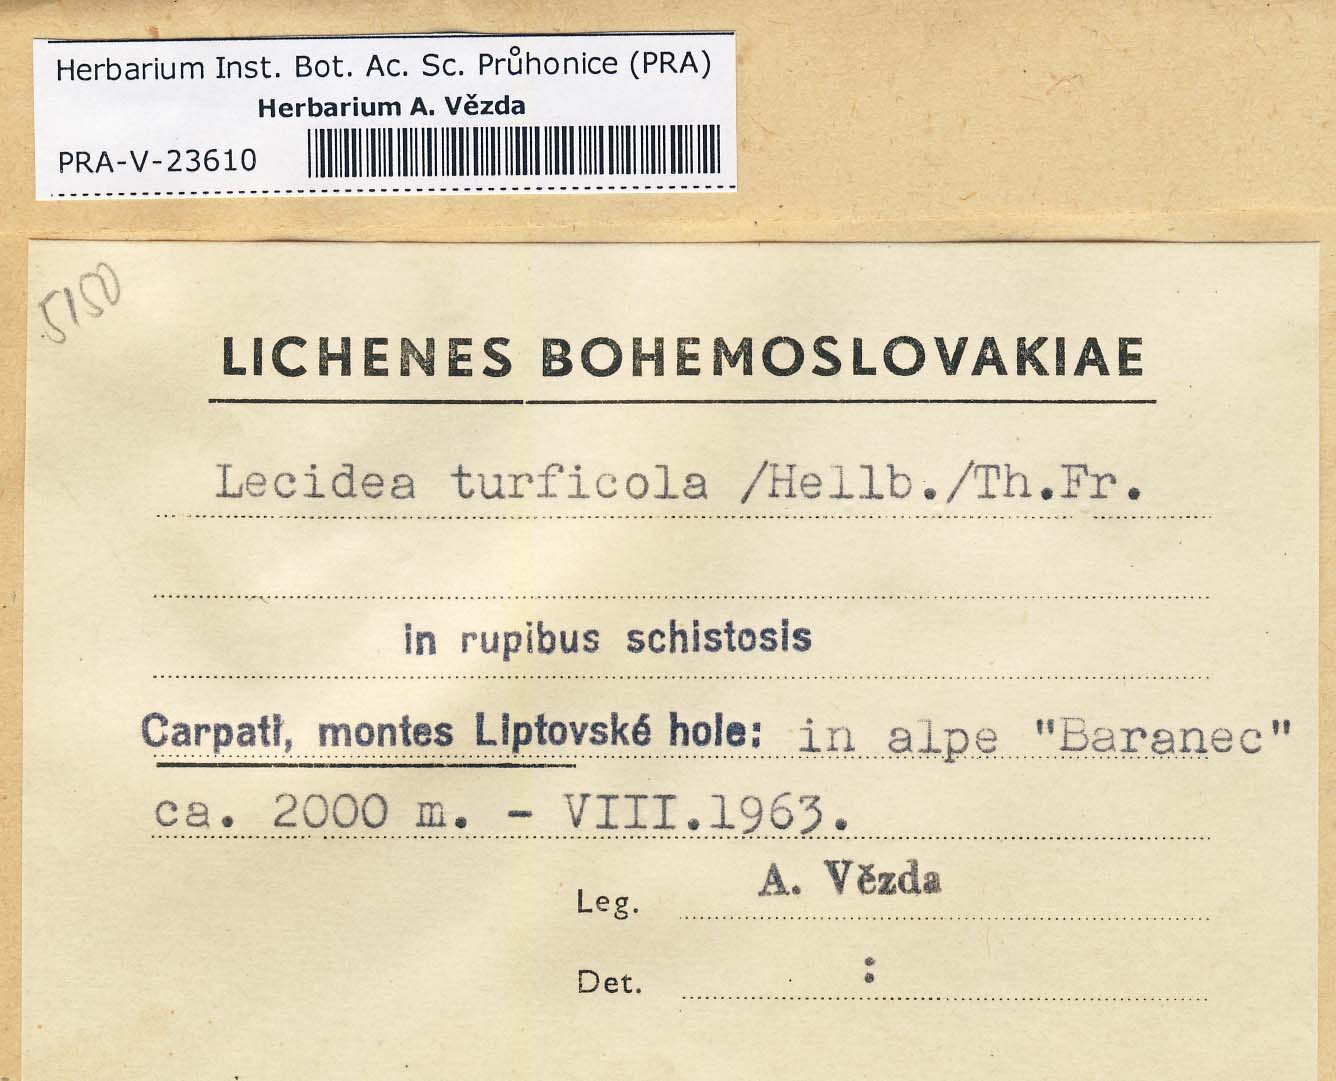 Herbarium Inst. Bot. Ac. Sc. Průhonice (PRA)
Herbarium A. Vězda
PRA-V-23610
5150
LICHENES BOHEMOSLOVAKIAE
Lecidea turficola /Hellb./Th.Fr.
in rupibus schistosis
Carpati, montes Liptovské hole: in alpe "Baranec"
ca. 2000 m. - VIII.1963.
A. Vězda
Leg.
Det. :